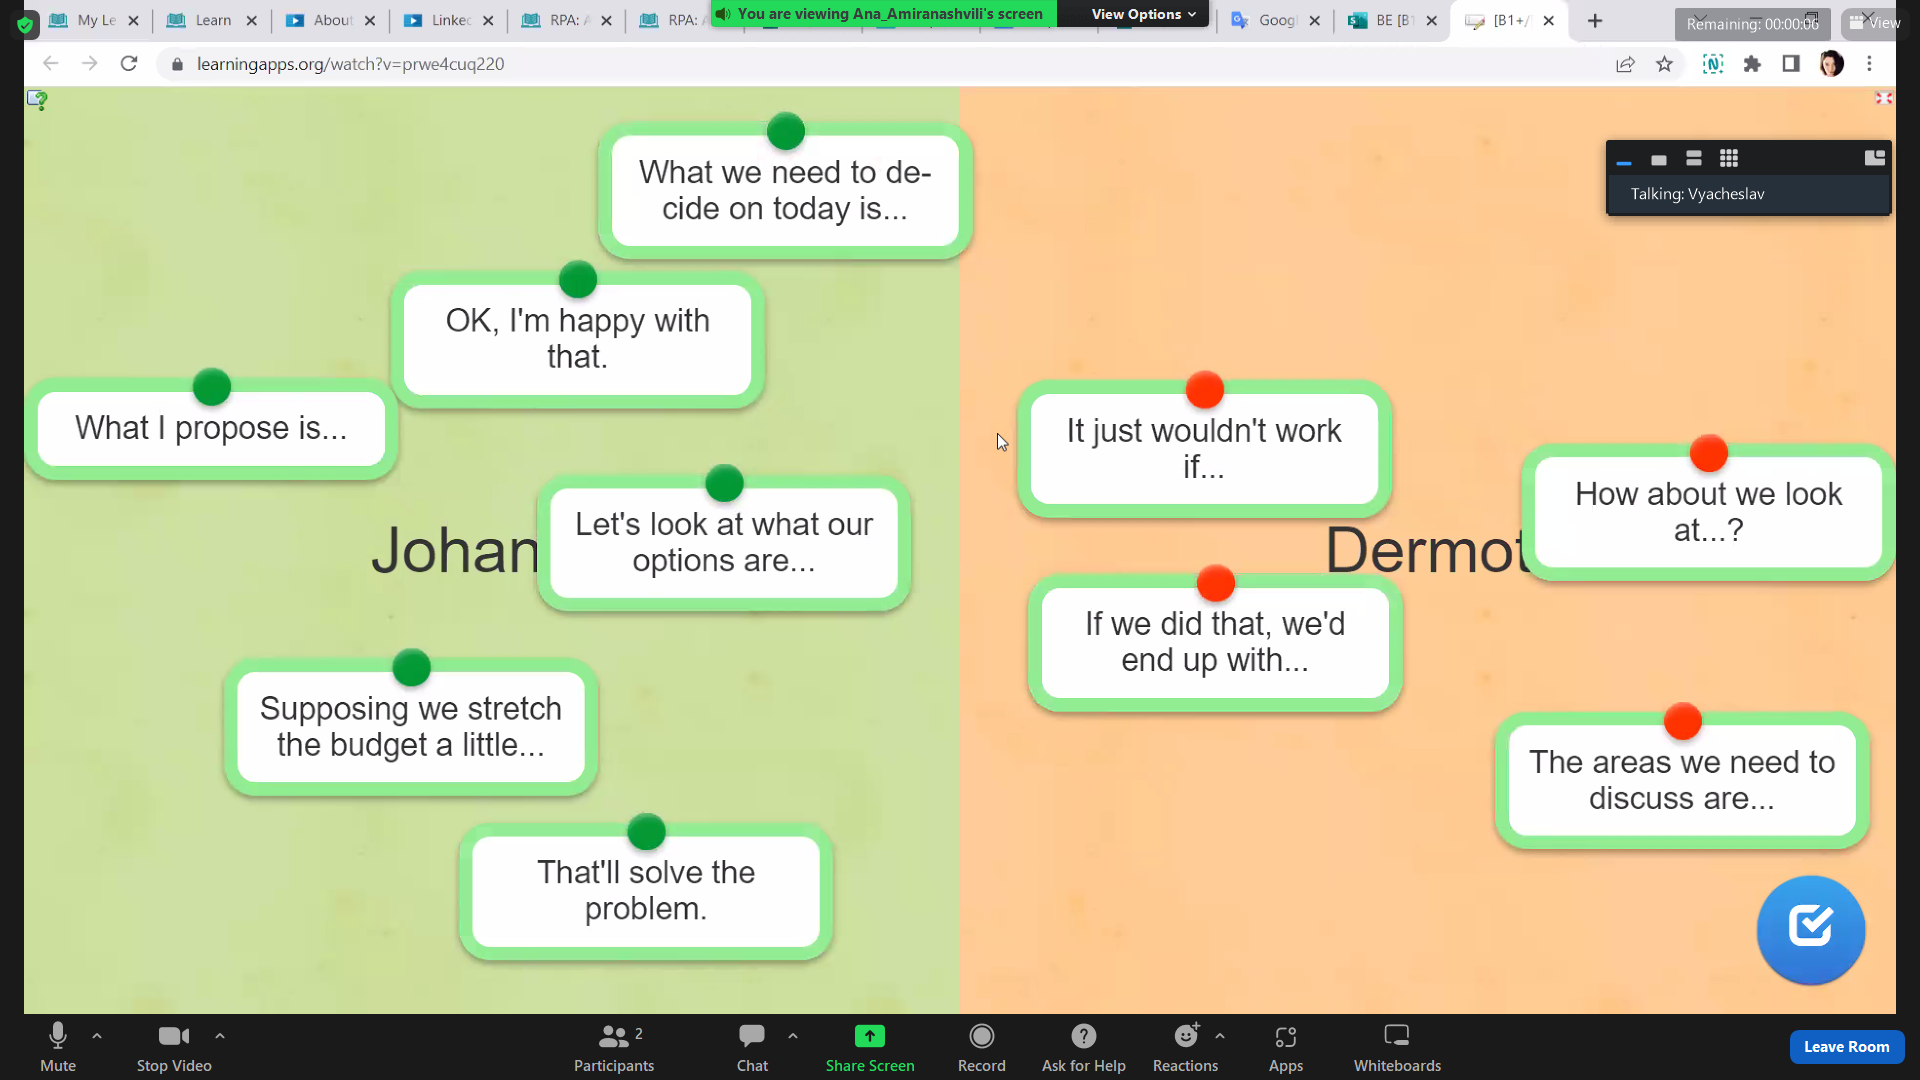 My Le
Learn
About
Linkec
RPA:
RPA:
You are viewing Ana_Amiranashvili's screen
View Options
Googl
BE [B1
[B1+/
Remaining: 00:00:06
View
learningapps.org/watch?v=prwe4cuq220
Talking: Vyacheslav
What we need to de-
cide on today is...
OK, I'm happy with
that.
What I propose is...
It just wouldn't work
if...
How about we look
at...?
Johan
Let's look at what our
options are...
Dermot
If we did that, we'd
end up with...
Supposing we stretch
the budget a little...
The areas we need to
discuss are...
That'll solve the
problem.
Mute
Stop Video
2
Participants
Chat
Share Screen
Record
Ask for Help
Reactions
Apps
Whiteboards
Leave Room